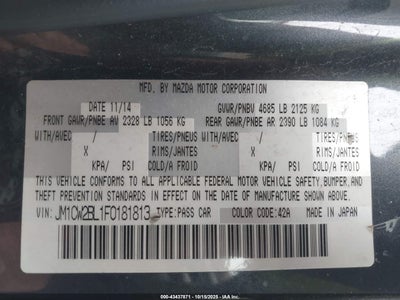 MFD. BY MAZDA MOTOR CORPORATION
DATE 11/14 GVWR/PNBV 4685 LB 2125 KG
FRONT GAWR/PNBE AV 2328 LB 1056 KG REAR GAWR/PNBE AR 2390 LB 1084 KG
WITH/AVEC / TIRES/PNEUS WITH/AVEC / TIRES/PNEUS
X RIMS/JANTES X RIMS/JANTES
KPA/ PSI COLD/A FROID KPA/ PSI COLD/A FROID
THIS VEHICLE CONFORMS TO ALL APPLICABLE FEDERAL MOTOR VEHICLE SAFETY, BUMPER, AND
THEFT PREVENTION STANDARDS IN EFFECT ON THE DATE OF MANUFACTURE SHOWN ABOVE.
VIN: JM1CW2BL1F0181813 TYPE: PASS CAR COLOR CODE: 42A MADE IN JAPAN
000-43437871 - 10/15/2025 - IAAI.COM